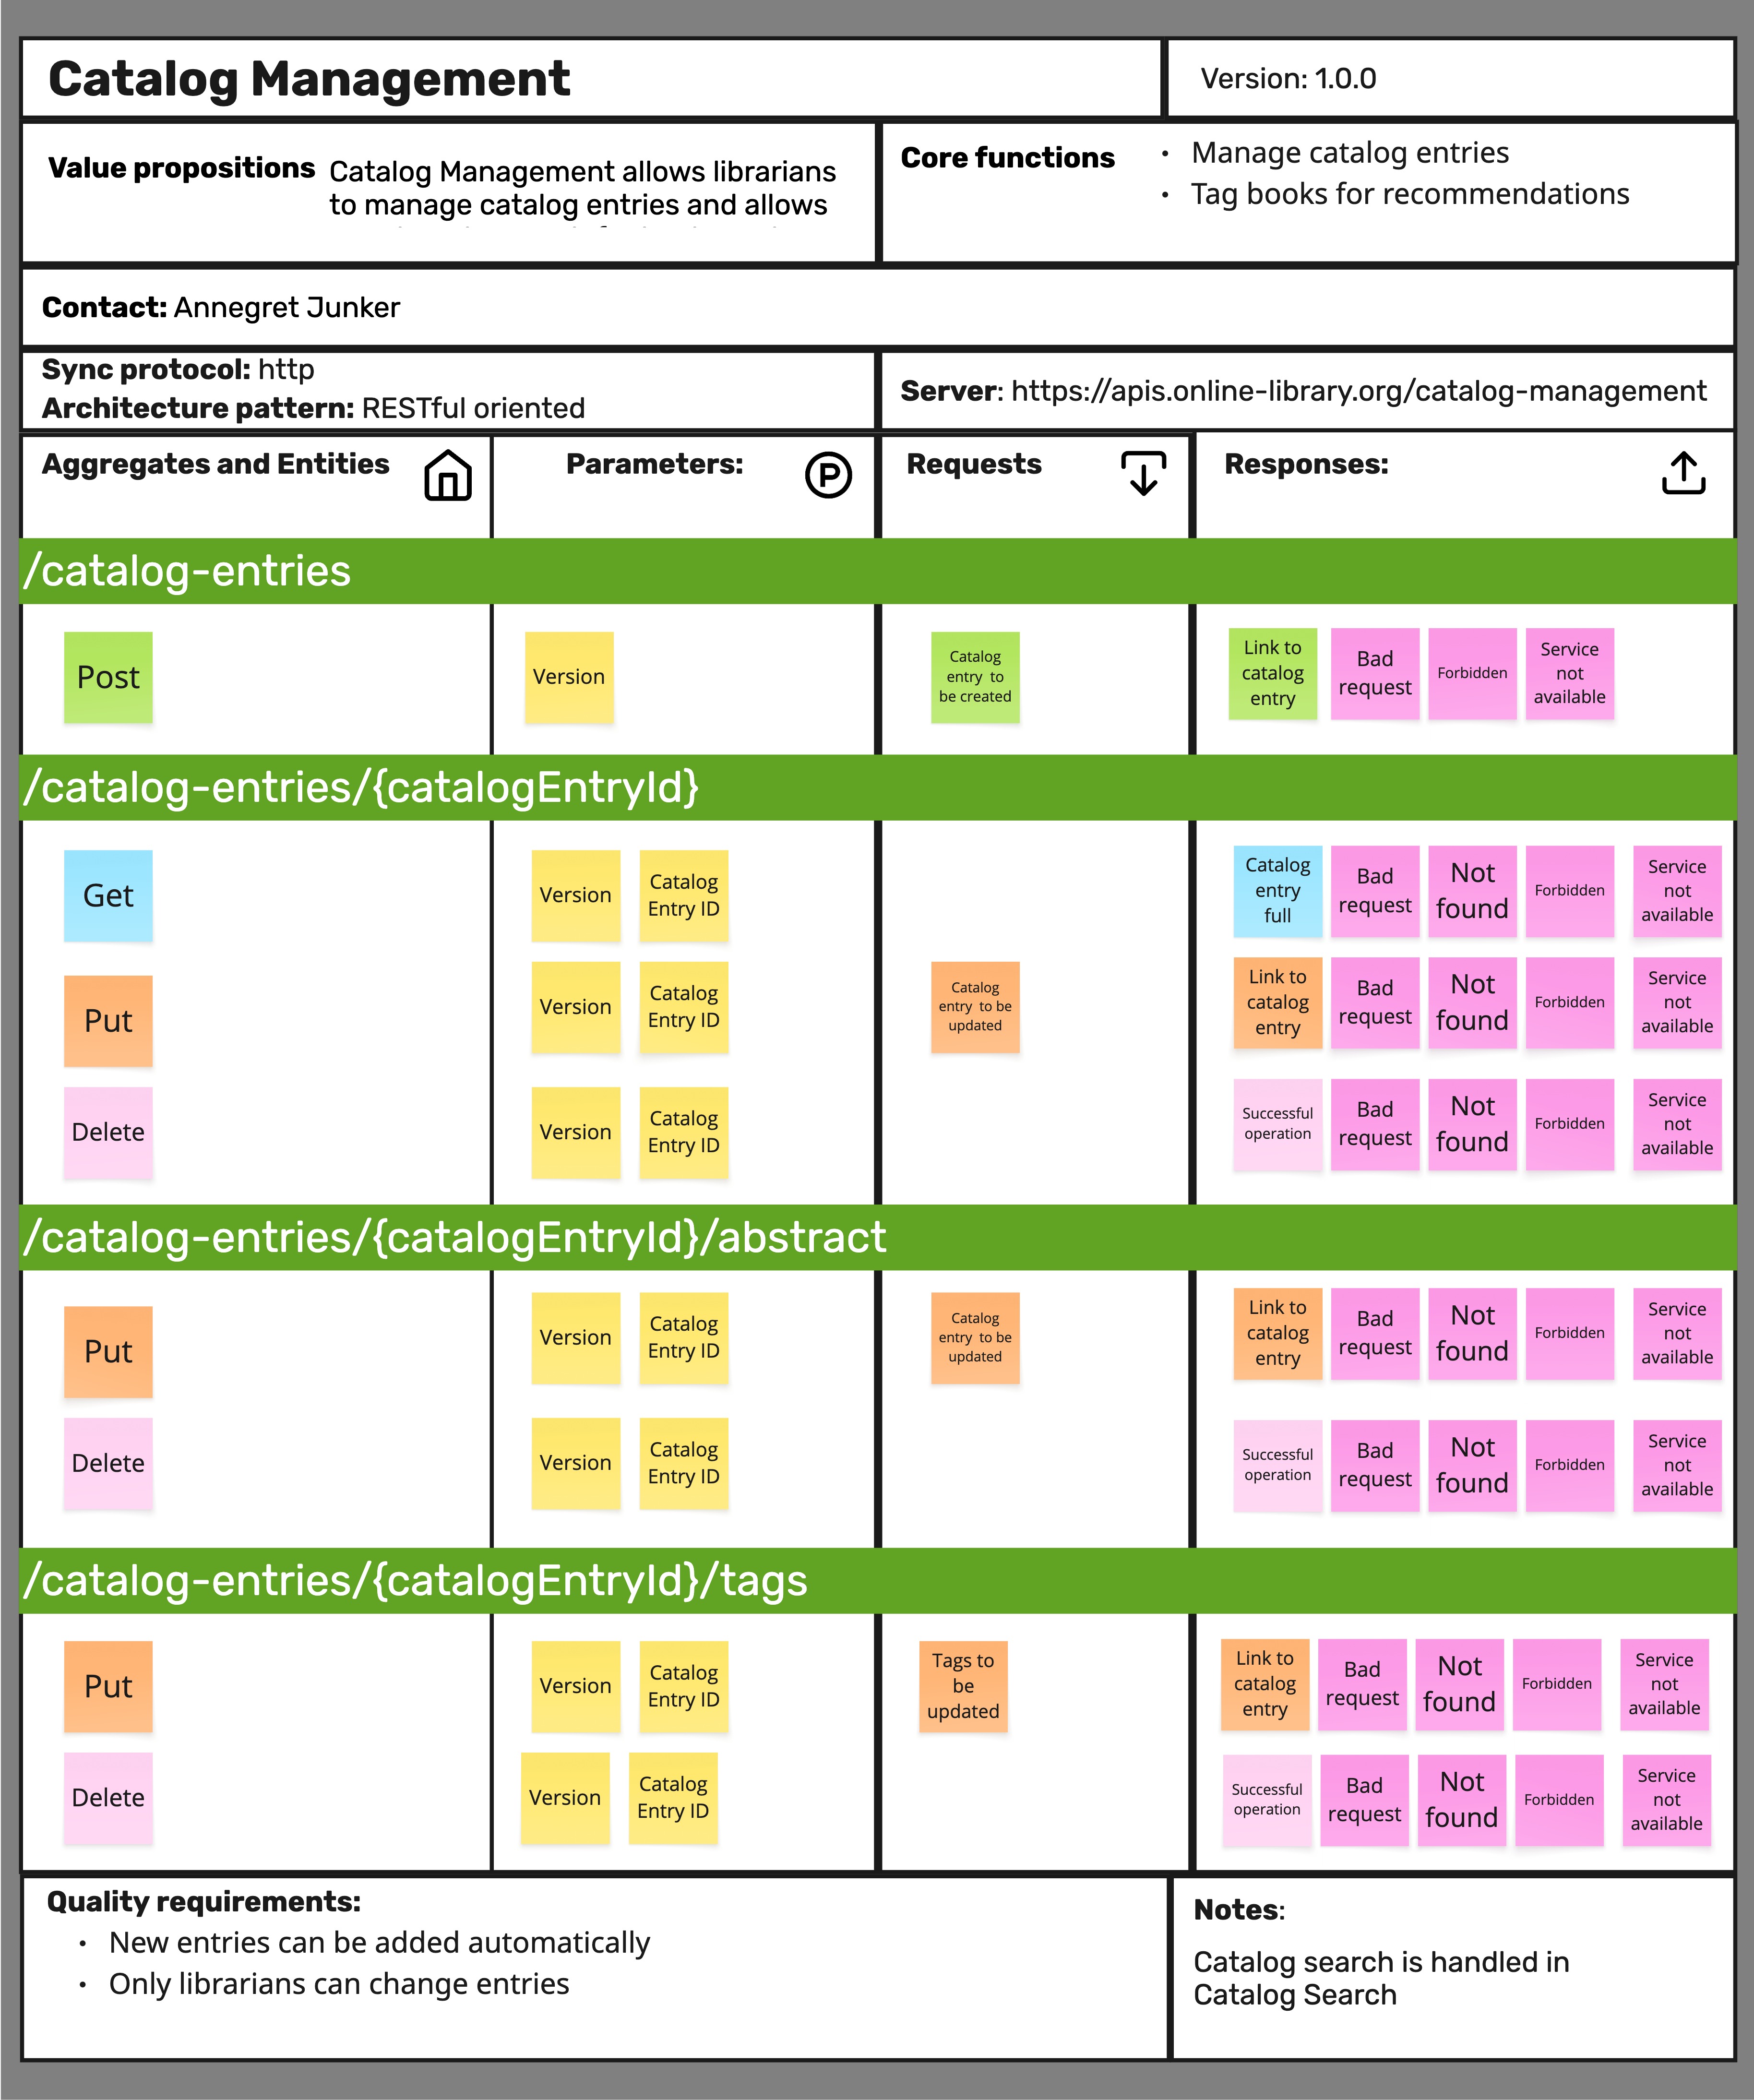 Catalog Management
Version: 1.0.0
Value propositions
Catalog Management allows librarians
to manage catalog entries and allows
Core functions
• Manage catalog entries
• Tag books for recommendations
Contact: Annegret Junker
Sync protocol: http
Architecture pattern: RESTful oriented
Server: https://apis.online-library.org/catalog-management
Aggregates and Entities
Parameters:
P
Requests
Responses:
/catalog-entries
Post
Version
Catalog
entry to
be created
Link to
catalog
entry
Bad
request
Forbidden
Service
not
available
/catalog-entries/{catalogEntryId}
Get
Version
Catalog
Entry ID
Catalog
entry
full
Bad
request
Not
found
Forbidden
Service
not
available
Put
Version
Catalog
Entry ID
Catalog
entry to be
updated
Link to
catalog
entry
Bad
request
Not
found
Forbidden
Service
not
available
Delete
Version
Catalog
Entry ID
Successful
operation
Bad
request
Not
found
Forbidden
Service
not
available
/catalog-entries/{catalogEntryId}/abstract
Put
Version
Catalog
Entry ID
Catalog
entry to be
updated
Link to
catalog
entry
Bad
request
Not
found
Forbidden
Service
not
available
Delete
Version
Catalog
Entry ID
Successful
operation
Bad
request
Not
found
Forbidden
Service
not
available
/catalog-entries/{catalogEntryId}/tags
Put
Version
Catalog
Entry ID
Tags to
be
updated
Link to
catalog
entry
Bad
request
Not
found
Forbidden
Service
not
available
Delete
Version
Catalog
Entry ID
Successful
operation
Bad
request
Not
found
Forbidden
Service
not
available
Quality requirements:
• New entries can be added automatically
• Only librarians can change entries
Notes:
Catalog search is handled in
Catalog Search